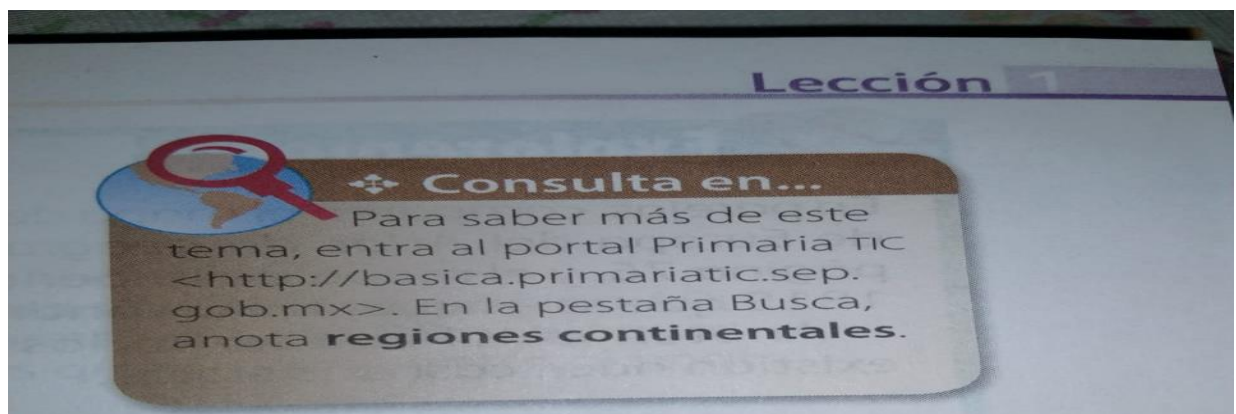 Lección 1
Consulta en...
Para saber más de este
tema, entra al portal Primaria TIC
<http://basica.primariatic.sep.
gob.mx>. En la pestaña Busca,
anota regiones continentales.